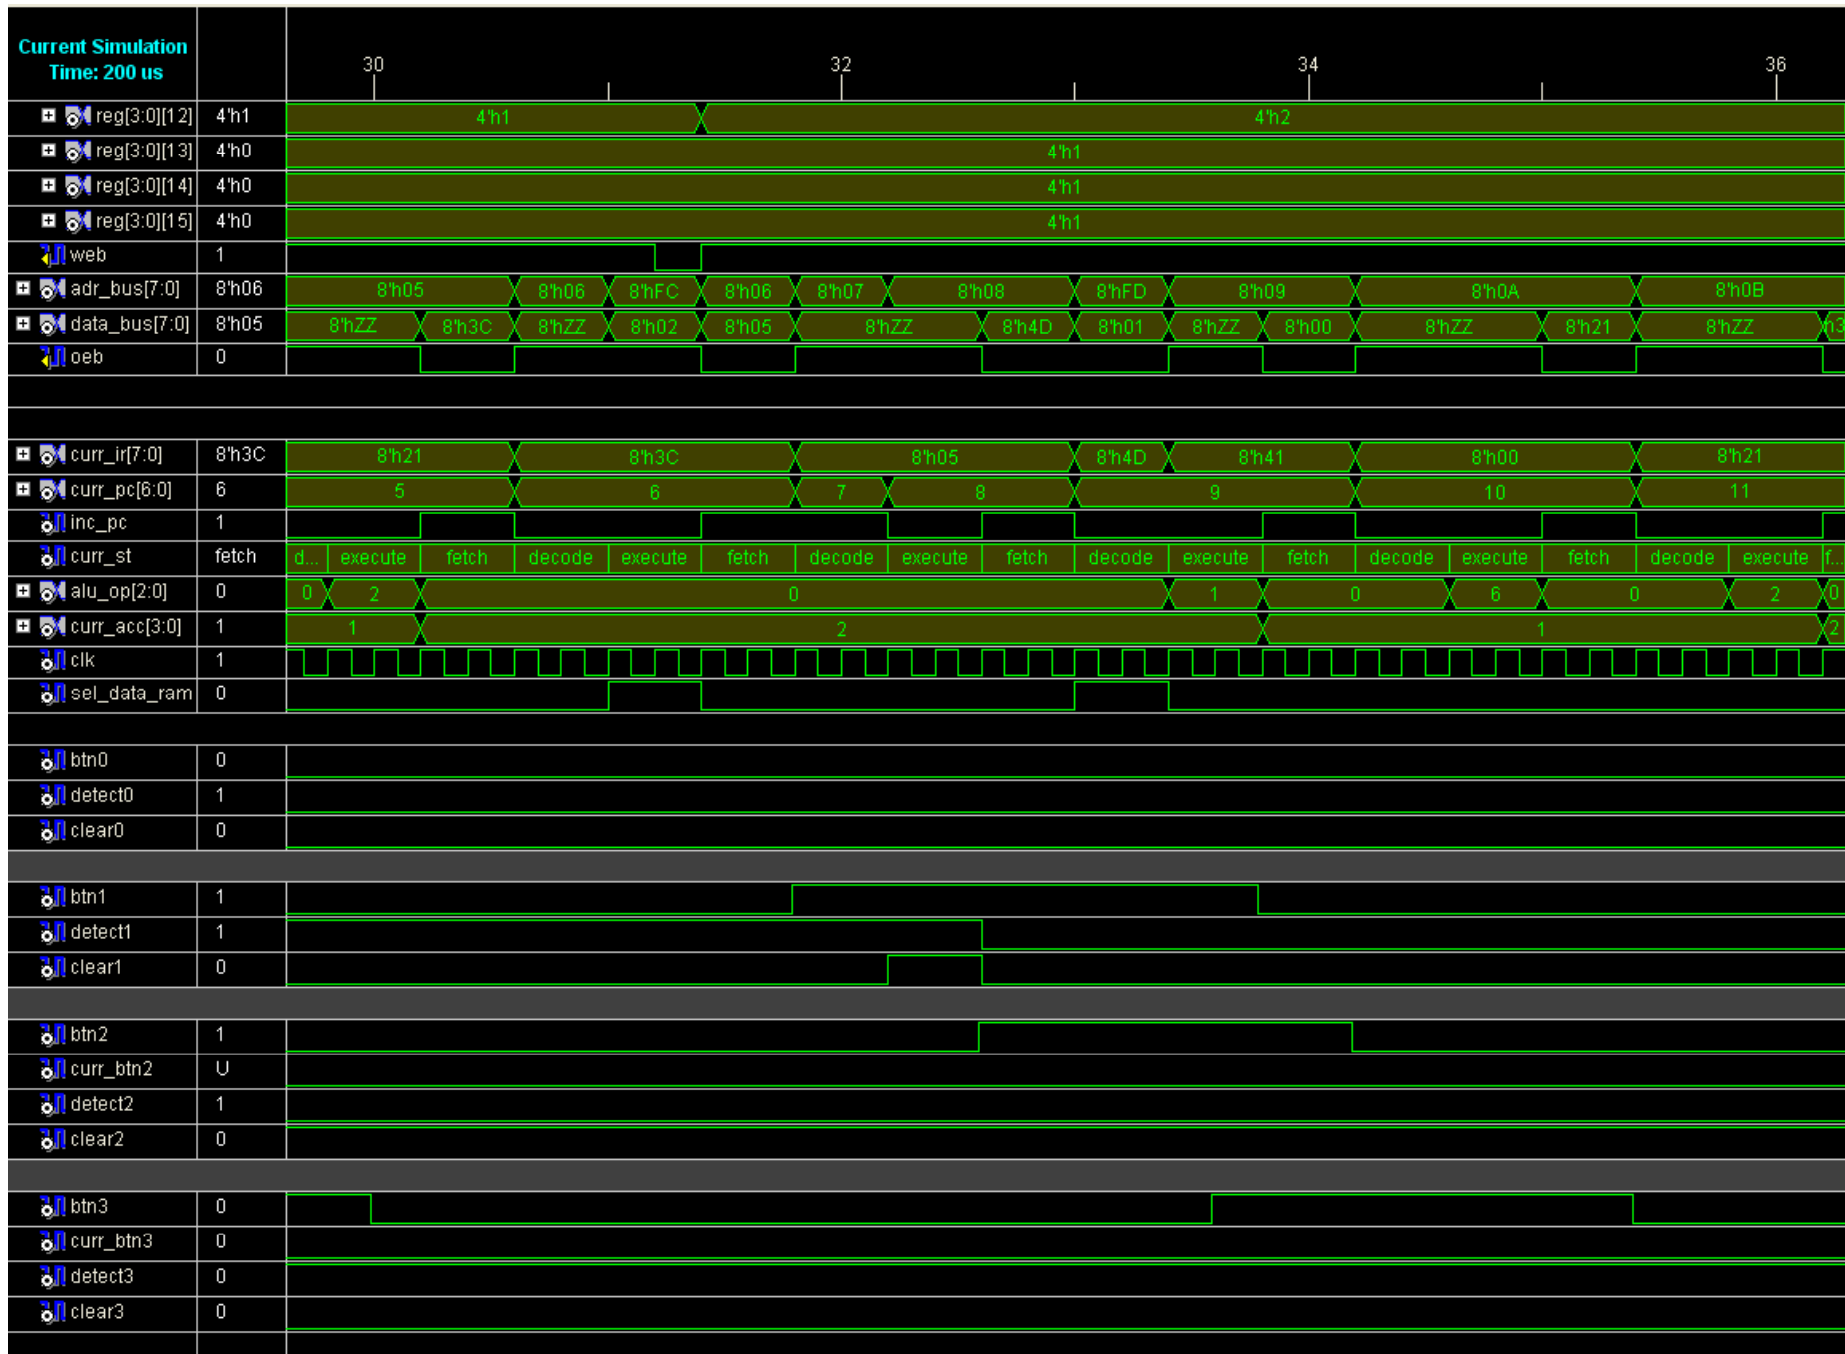 Current Simulation
Time: 200 us
30 32 34 36
reg[3:0][12] 4'h1 4'h1 4'h2
reg[3:0][13] 4'h0 4'h1
reg[3:0][14] 4'h0 4'h1
reg[3:0][15] 4'h0 4'h1
web 1
adr_bus[7:0] 8'h06 8'h05 8'h06 8'hFC 8'h06 8'h07 8'h08 8'hFD 8'h09 8'h0A 8'h0B
data_bus[7:0] 8'h05 8'hZZ 8'h3C 8'hZZ 8'h02 8'h05 8'hZZ 8'h4D 8'h01 8'hZZ 8'h00 8'hZZ 8'h21 8'hZZ
oeb 0
curr_ir[7:0] 8'h3C 8'h21 8'h3C 8'h05 8'h4D 8'h41 8'h00 8'h21
curr_pc[6:0] 6 5 6 7 8 9 10 11
inc_pc 1
curr_st fetch d... execute fetch decode execute fetch decode execute fetch decode execute fetch decode execute fetch decode execute f...
alu_op[2:0] 0 0 2 0 1 0 6 0 2 0
curr_acc[3:0] 1 1 2 1 2
clk 1
sel_data_ram 0
btn0 0
detect0 1
clear0 0
btn1 1
detect1 1
clear1 0
btn2 1
curr_btn2 U
detect2 1
clear2 0
btn3 0
curr_btn3 0
detect3 0
clear3 0